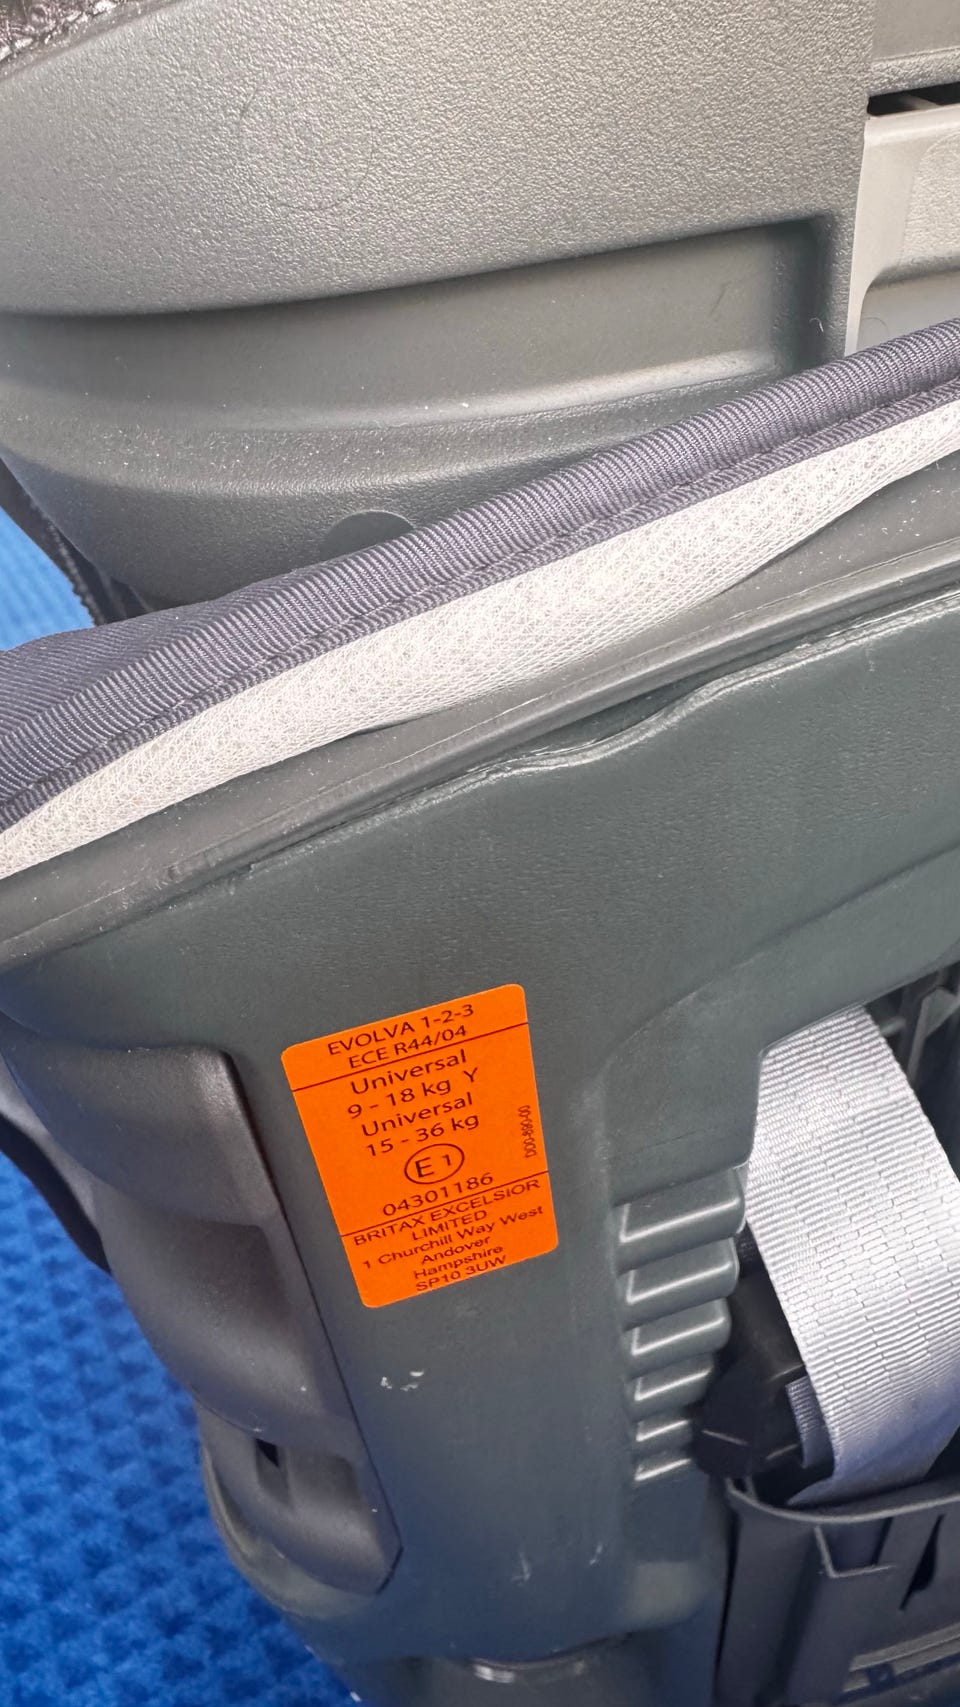 EVOLVA 1-2-3
ECE R44/04
Universal
9 - 18 kg Y
Universal
15 - 36 kg
E 1
04301186
BRITAX EXCELSIOR
LIMITED
1 Churchill Way West
Andover
Hampshire
SP10 3UW